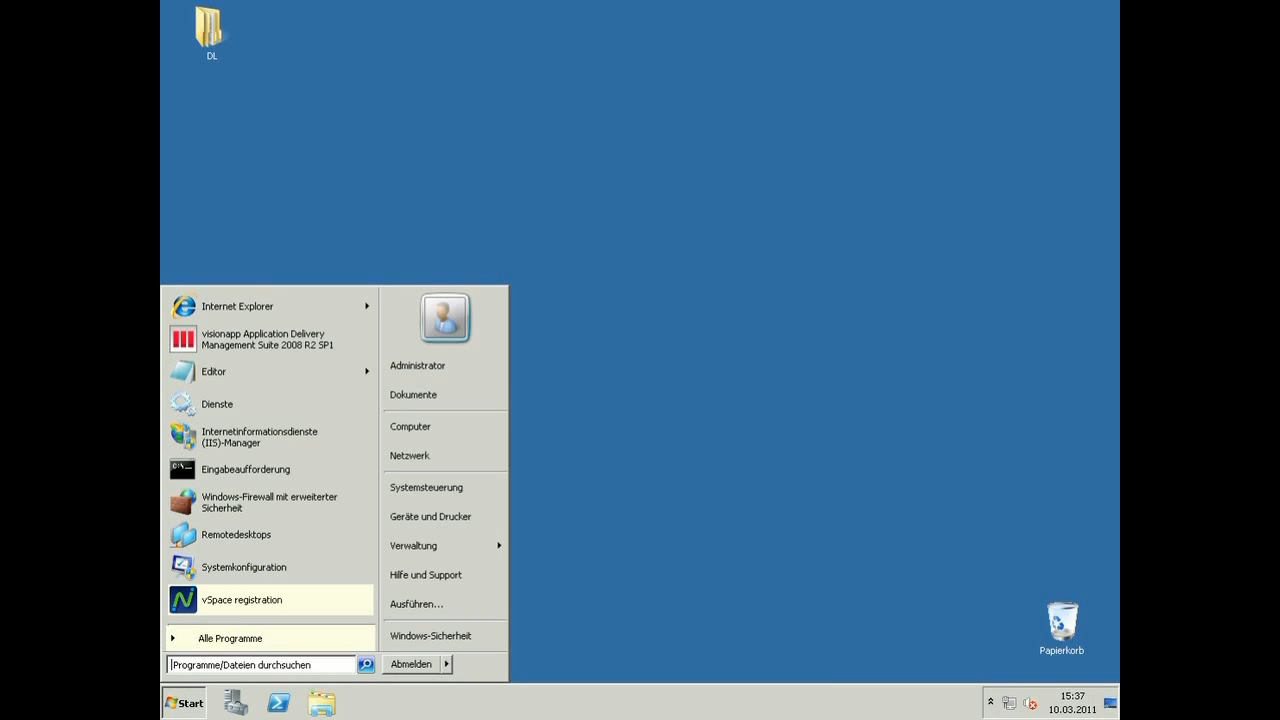 DL
Internet Explorer
visionapp Application Delivery
Management Suite 2008 R2 SP1
Editor
Dienste
Internetinformationsdienste
(IIS)-Manager
Eingabeaufforderung
Windows-Firewall mit erweiterter
Sicherheit
Remotedesktops
Systemkonfiguration
vSpace registration
Alle Programme
Programme/Dateien durchsuchen
Administrator
Dokumente
Computer
Netzwerk
Systemsteuerung
Geräte und Drucker
Verwaltung
Hilfe und Support
Ausführen...
Windows-Sicherheit
Abmelden
Papierkorb
Start
15:37
10.03.2011